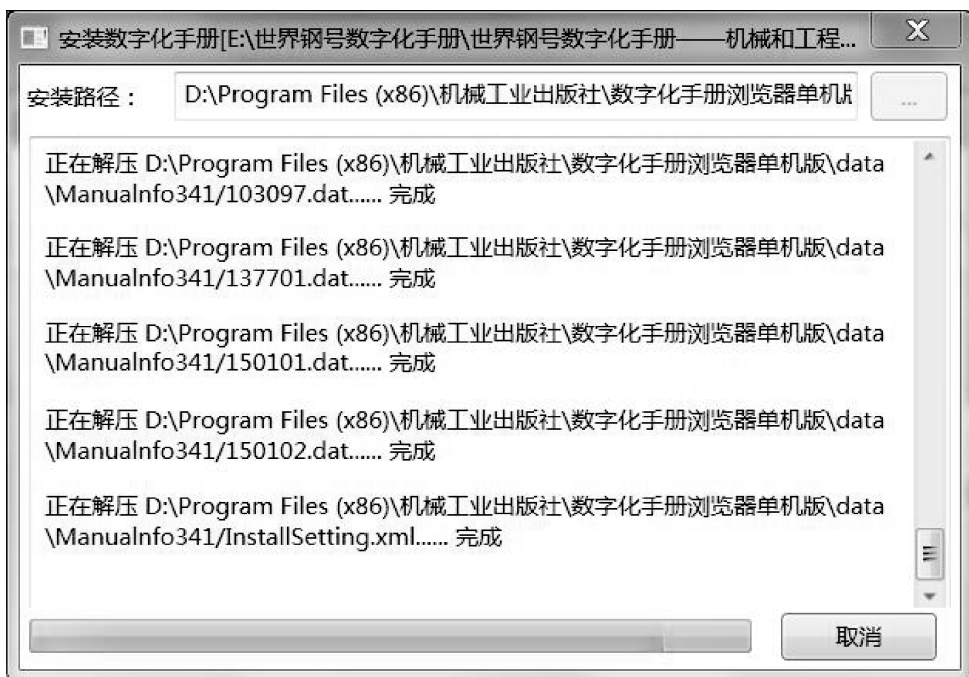 安装数字化手册[E:\世界钢号数字化手册\世界钢号数字化手册——机械和工程...
安装路径：
D:\Program Files (x86)\机械工业出版社\数字化手册浏览器单机版
...
正在解压 D:\Program Files (x86)\机械工业出版社\数字化手册浏览器单机版\data
\ManualInfo341/103097.dat...... 完成
正在解压 D:\Program Files (x86)\机械工业出版社\数字化手册浏览器单机版\data
\ManualInfo341/137701.dat...... 完成
正在解压 D:\Program Files (x86)\机械工业出版社\数字化手册浏览器单机版\data
\ManualInfo341/150101.dat...... 完成
正在解压 D:\Program Files (x86)\机械工业出版社\数字化手册浏览器单机版\data
\ManualInfo341/150102.dat...... 完成
正在解压 D:\Program Files (x86)\机械工业出版社\数字化手册浏览器单机版\data
\ManualInfo341/InstallSetting.xml...... 完成
取消